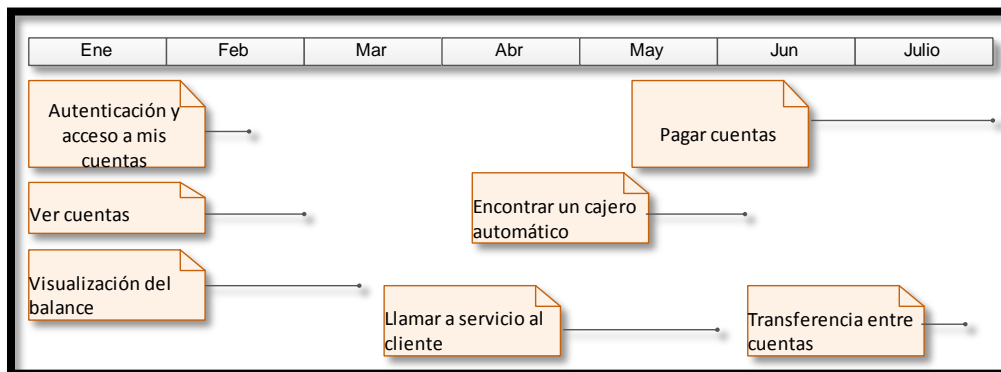 Ene Feb Mar Abr May Jun Julio
Autenticación y
acceso a mis
cuentas
Pagar cuentas
Ver cuentas
Encontrar un cajero
automático
Visualización del
balance
Llamar a servicio al
cliente
Transferencia entre
cuentas